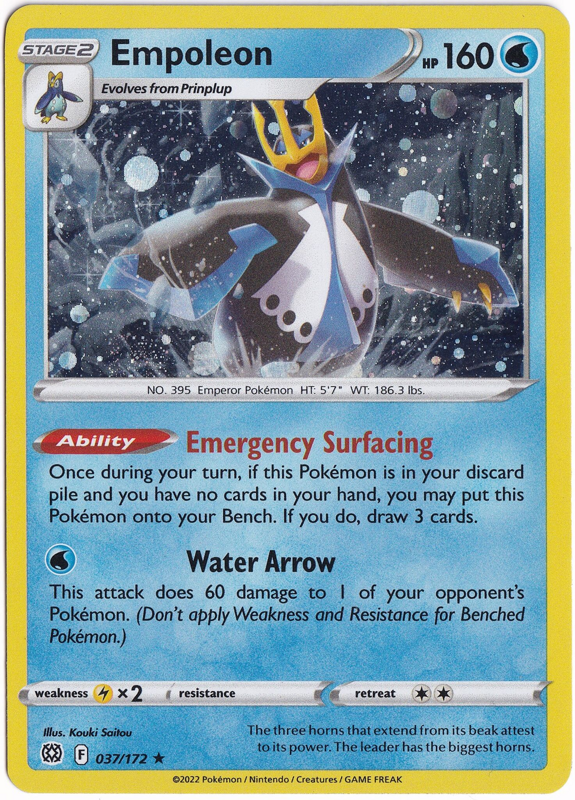 STAGE2 Empoleon HP 160
Evolves from Prinplup
NO. 395 Emperor Pokémon HT: 5'7" WT: 186.3 lbs.
Ability Emergency Surfacing
Once during your turn, if this Pokémon is in your discard
pile and you have no cards in your hand, you may put this
Pokémon onto your Bench. If you do, draw 3 cards.
Water Arrow
This attack does 60 damage to 1 of your opponent's
Pokémon. (Don't apply Weakness and Resistance for Benched
Pokémon.)
weakness ×2 resistance retreat
Illus. Kouki Saitou
The three horns that extend from its beak attest
to its power. The leader has the biggest horns.
F 037/172 ★
©2022 Pokémon / Nintendo / Creatures / GAME FREAK